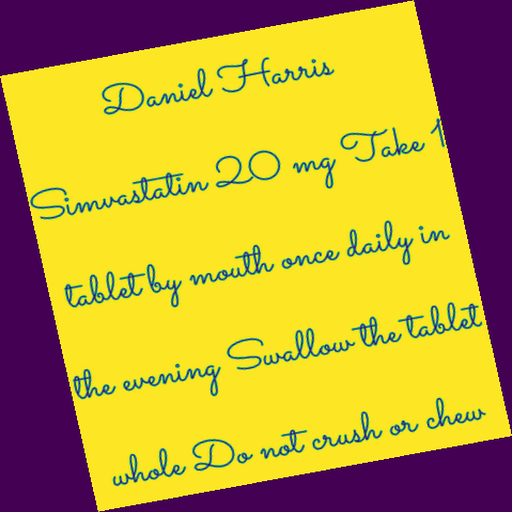 Daniel Harris
Simvastatin 20 mg Take 1
tablet by mouth once daily in
the evening Swallow the tablet
whole Do not crush or chew